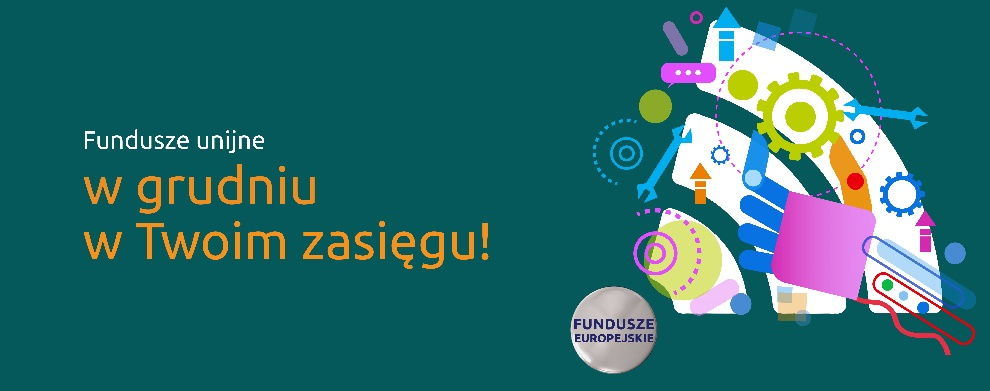 Fundusze unijne
w grudniu
w Twoim zasięgu!
FUNDUSZE
EUROPEJSKIE